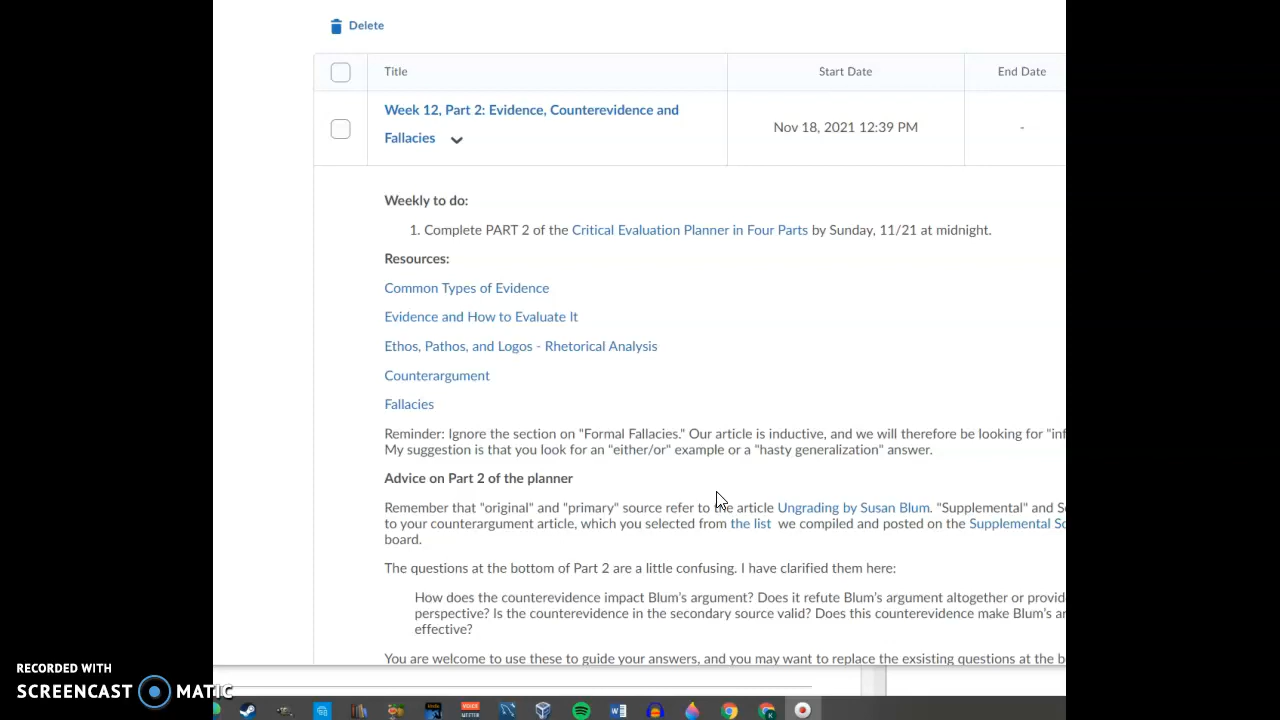 Delete
Title Start Date End Date
Week 12, Part 2: Evidence, Counterevidence and
Fallacies
Nov 18, 2021 12:39 PM -
Weekly to do:
1. Complete PART 2 of the Critical Evaluation Planner in Four Parts by Sunday, 11/21 at midnight.
Resources:
Common Types of Evidence
Evidence and How to Evaluate It
Ethos, Pathos, and Logos - Rhetorical Analysis
Counterargument
Fallacies
Reminder: Ignore the section on "Formal Fallacies." Our article is inductive, and we will therefore be looking for "inf
My suggestion is that you look for an "either/or" example or a "hasty generalization" answer.
Advice on Part 2 of the planner
Remember that "original" and "primary" source refer to the article Ungrading by Susan Blum. "Supplemental" and S
to your counterargument article, which you selected from the list we compiled and posted on the Supplemental So
board.
The questions at the bottom of Part 2 are a little confusing. I have clarified them here:
How does the counterevidence impact Blum's argument? Does it refute Blum's argument altogether or provid
perspective? Is the counterevidence in the secondary source valid? Does this counterevidence make Blum's ar
effective?
You are welcome to use these to guide your answers, and you may want to replace the exsisting questions at the b
RECORDED WITH
SCREENCAST MATIC